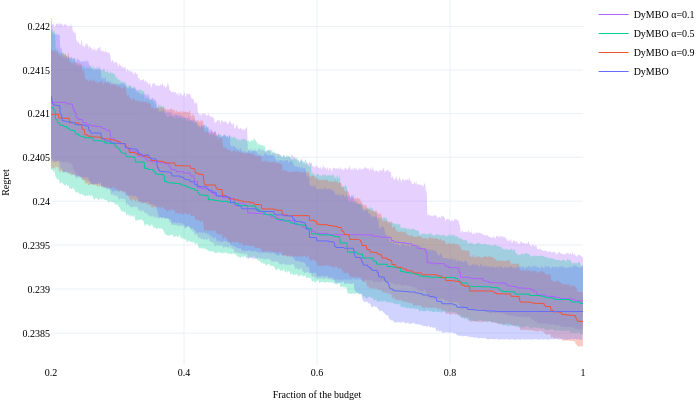 DyMBO α=0.1
DyMBO α=0.5
DyMBO α=0.9
DyMBO
0.242
0.2415
0.241
0.2405
0.24
0.2395
0.239
0.2385
Regret
0.2 0.4 0.6 0.8 1
Fraction of the budget